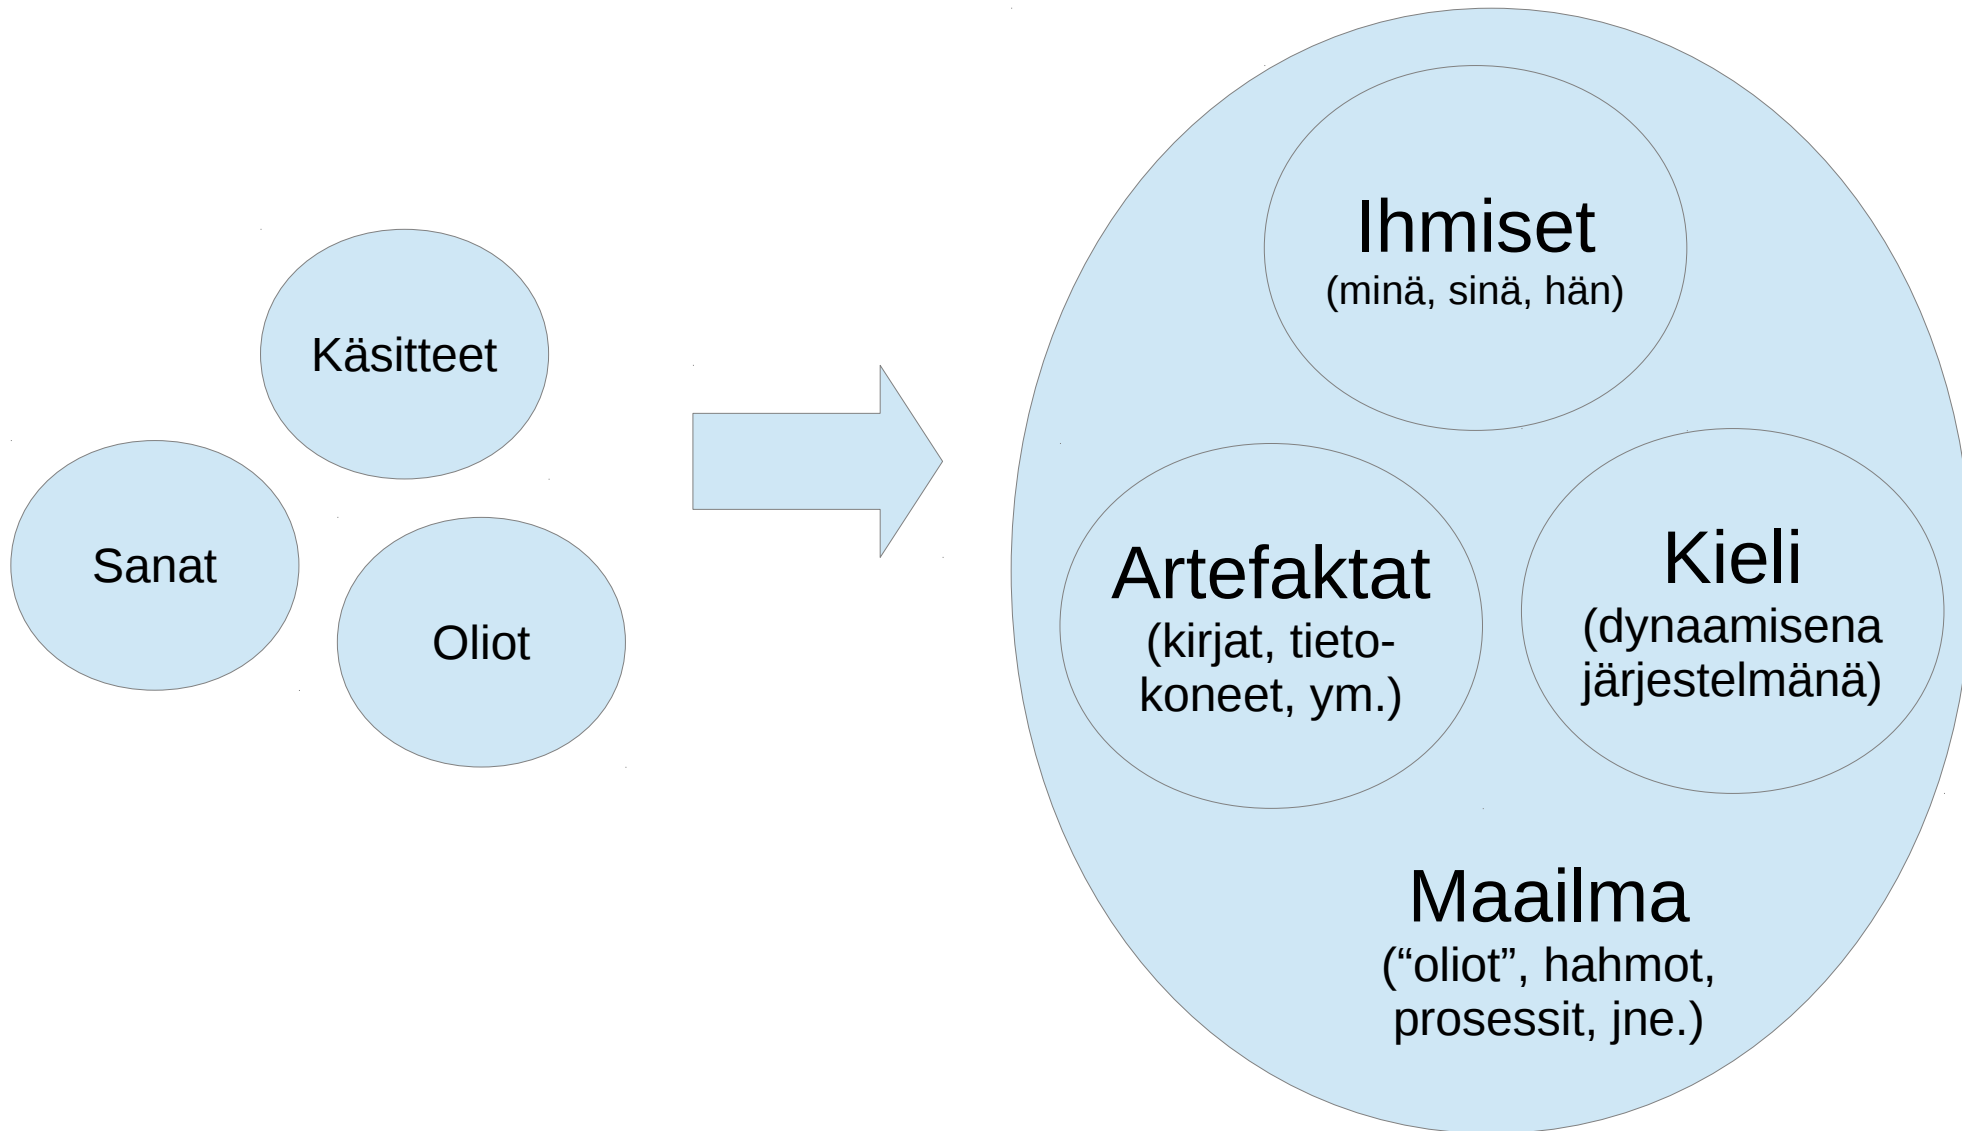 Käsitteet
Sanat
Oliot
Ihmiset
(minä, sinä, hän)
Artefaktat
(kirjat, tieto-
koneet, ym.)
Kieli
(dynaamisena
järjestelmänä)
Maailma
(“oliot”, hahmot,
prosessit, jne.)